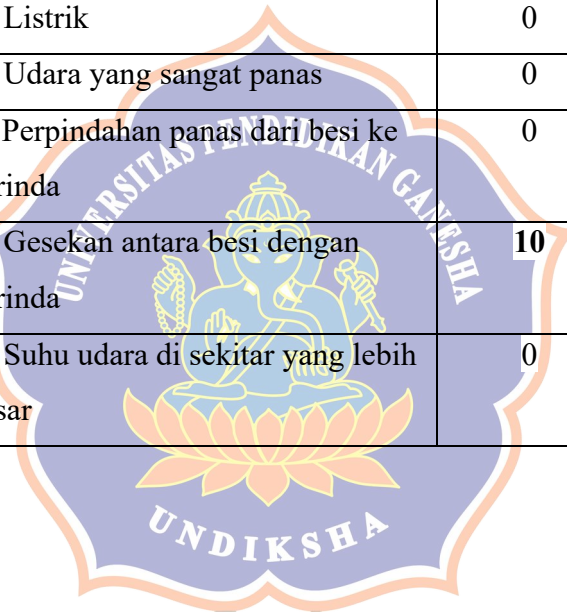 Listrik 0
Udara yang sangat panas 0
Perpindahan panas dari besi ke 0
rinda
Gesekan antara besi dengan 10
rinda
Suhu udara di sekitar yang lebih 0
sar
UNIVERSITAS PENDIDIKAN GANESHA
UNDIKSHA